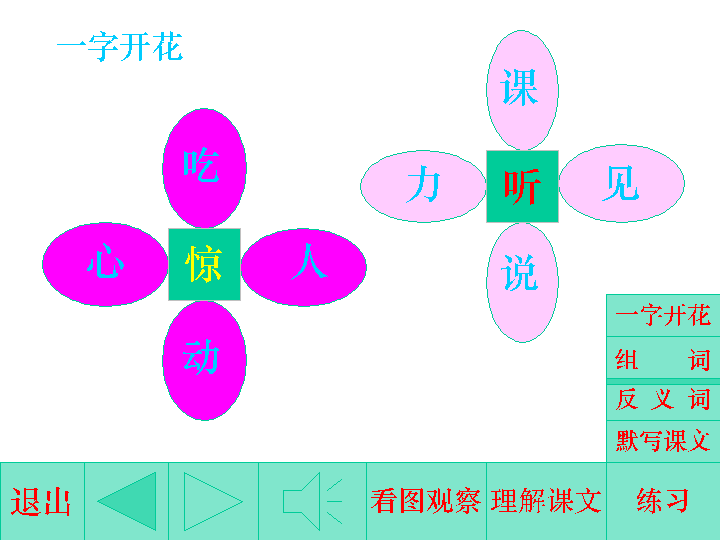 一字开花
吃
心 惊 人
动
课
力 听 见
说
一字开花
组 词
反 义 词
默写课文
退出 看图观察 理解课文 练习